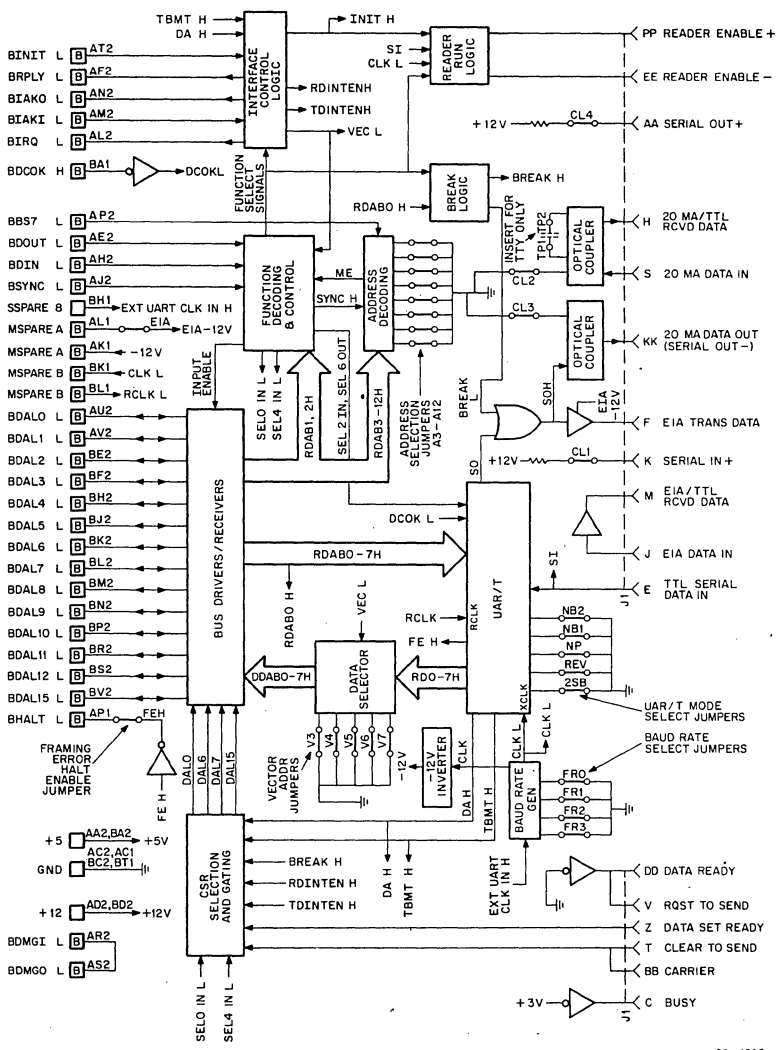 TBMT H
DA H
INIT H
BINIT L B AT2
BRPLY L B AF2
BIAKO L B AN2
BIAKI L B AM2
BIRQ L B AL2
INTERFACE CONTROL LOGIC
RDINTENH
TDINTENH
VEC L
SI
CLK L
READER RUN LOGIC
PP READER ENABLE+
EE READER ENABLE-
+12V
CL4
AA SERIAL OUT+
BDCOK H B BA1
DCOKL
FUNCTION SELECT SIGNALS
RDABO H
BREAK LOGIC
BREAK H
BBS7 L B AP2
BDOUT L B AE2
BDIN L B AH2
BSYNC L B AJ2
SSPARE 8 BH1
EXT UART CLK IN H
MSPARE A AL1
EIA
EIA-12V
MSPARE A AK1
-12V
MSPARE B BK1
CLK L
MSPARE B BL1
RCLK L
FUNCTION DECODING & CONTROL
ME
SYNC H
ADDRESS DECODING
INSERT FOR TTY ONLY
TP1
TP2
CL2
OPTICAL COUPLER
H 20 MA/TTL RCVD DATA
S 20 MA DATA IN
CL3
OPTICAL COUPLER
KK 20 MA DATA OUT (SERIAL OUT-)
INPUT ENABLE
SEL0 IN L
SEL4 IN L
RDAB1, 2H
SEL 2 IN, SEL 6 OUT
RDAB3-12H
ADDRESS SELECTION JUMPERS A3-A12
BREAK L
SOH
EIA -12V
F EIA TRANS DATA
SO
+12V
CL1
K SERIAL IN+
M EIA/TTL RCVD DATA
J EIA DATA IN
E TTL SERIAL DATA IN
J1
SI
BDAL0 L B AU2
BDAL1 L B AV2
BDAL2 L B BE2
BDAL3 L B BF2
BDAL4 L B BH2
BDAL5 L B BJ2
BDAL6 L B BK2
BDAL7 L B BL2
BDAL8 L B BM2
BDAL9 L B BN2
BDAL10 L B BP2
BDAL11 L B BR2
BDAL12 L B BS2
BDAL15 L B BV2
BHALT L B AP1
FEH
BUS DRIVERS/RECEIVERS
DCOK L
RDABO-7H
RDABO H
VEC L
RCLK
RCLK
FE H
UAR/T
XCLK
NB2
NB1
NP
REV
2SB
UAR/T MODE SELECT JUMPERS
DDABO-7H
DATA SELECTOR
RDO-7H
V3
V4
V5
V6
V7
VECTOR ADDR JUMPERS
-12V
-12V INVERTER
CLK
CLK L
CLK L
BAUD RATE SELECT JUMPERS
BAUD RATE GEN
FR0
FR1
FR2
FR3
FRAMING ERROR HALT ENABLE JUMPER
FE H
DAL0
DAL6
DAL7
DAL15
DA H
TBMT H
+5 AA2,BA2 +5V
GND AC2,AC1 BC2,BT1
+12 AD2,BD2 +12V
BDMGI L B AR2
BDMGO L B AS2
CSR SELECTION AND GATING
BREAK H
RDINTEN H
TDINTEN H
DA H
TBMT H
EXT UART CLK IN H
SEL0 IN L
SEL4 IN L
DD DATA READY
V RQST TO SEND
Z DATA SET READY
T CLEAR TO SEND
BB CARRIER
+3V
C BUSY
J1